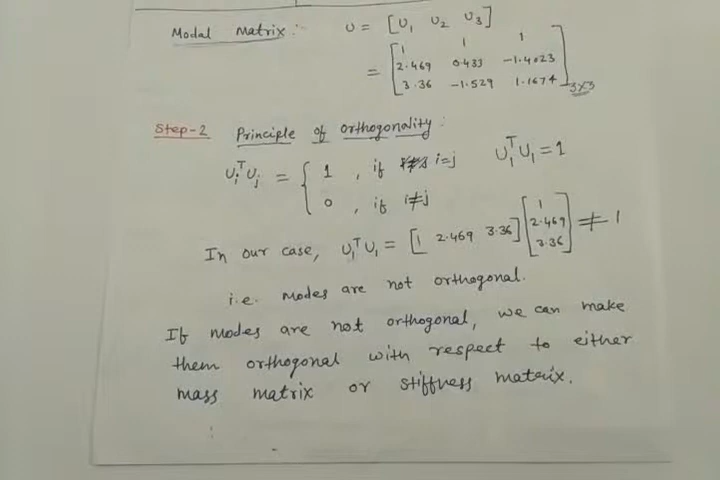 Modal Matrix :- U = [U₁ U₂ U₃]
= [1 1 1
2.469 0.433 -1.4023
3.36 -1.529 1.1674]₃ₓ₃
Step-2 Principle of orthogonality :
Uᵢᵀ Uⱼ = { 1 , if i=j U₁ᵀ U₁ = 1
0 , if i≠j
In our case, U₁ᵀ U₁ = [1 2.469 3.36] [1 2.469 3.36] ≠ 1
i.e. modes are not orthogonal.
If modes are not orthogonal, we can make
them orthogonal with respect to either
mass matrix or stiffness matrix.